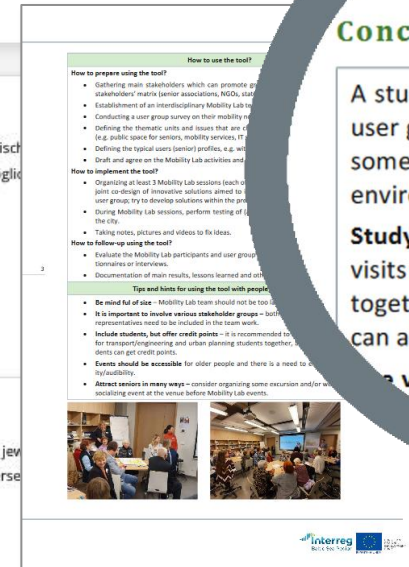 isch
glic
jew
erse
How to use the tool?
How to prepare using the tool?
• Gathering main stakeholders which can promote
stakeholders' matrix (senior associations, NGOs,
• Establishment of an interdisciplinary Mobility Lab
• Conducting a user group survey on their mobility
• Defining the thematic units and issues that are
(e.g. public space for seniors, mobility services, IT
• Defining the typical users (senior) profiles, e.g.
• Draft and agree on the Mobility Lab activities and
How to implement the tool?
• Organizing at least 3 Mobility Lab sessions (each
joint co-design of innovative solutions aimed to
user group; try to develop solutions within the
• During Mobility Lab sessions, perform testing of
the city.
• Taking notes, pictures and videos to fix ideas.
How to follow-up using the tool?
• Evaluate the Mobility Lab participants and user group
tionnaires or interviews.
• Documentation of main results, lessons learned and
Tips and hints for using the tool with people
• Be mind ful of size – Mobility Lab team should not be too
• It is important to involve various stakeholder groups – both
representatives need to be included in the team work.
• Include students, but offer credit points – it is recommended to
for transport/engineering and urban planning students together,
dents can get credit points.
• Events should be accessible for older people and there is a need to
ity/audibility.
• Attract seniors in many ways – consider organizing some excursion and/or
socializing event at the venue before Mobility Lab events.
Interreg
Baltic Sea Region
Conc
A stu
user g
some
enviro
Study
visits
toget
can a